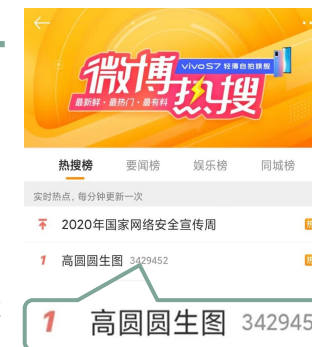 微博热搜
vivo S7 轻薄自拍旗舰
最新鲜·最热门·最有料
热搜榜 要闻榜 娱乐榜 同城榜
实时热点，每分钟更新一次
2020年国家网络安全宣传周 热
1 高圆圆生图 3429452 热
1 高圆圆生图 342945